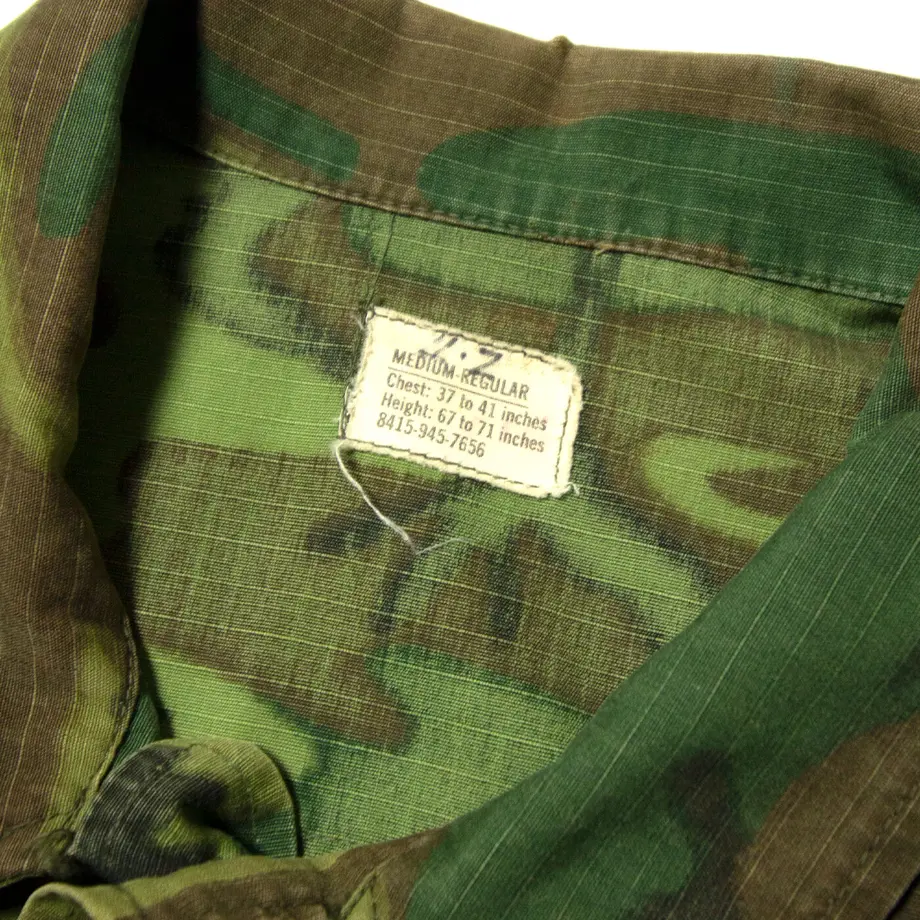 MEDIUM-REGULAR
Chest: 37 to 41 inches
Height: 67 to 71 inches
8415-945-7656